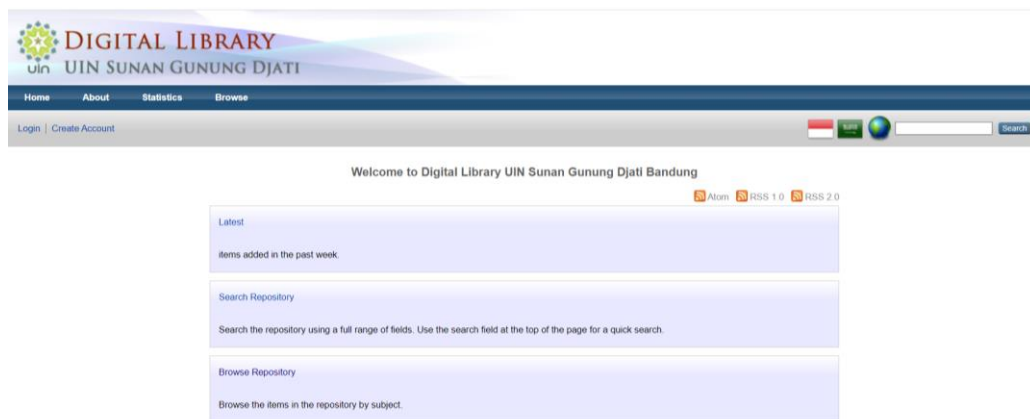 DIGITAL LIBRARY
uin UIN SUNAN GUNUNG DJATI
Home About Statistics Browse
Login | Create Account Search
Welcome to Digital Library UIN Sunan Gunung Djati Bandung
Atom RSS 1.0 RSS 2.0
Latest
items added in the past week.
Search Repository
Search the repository using a full range of fields. Use the search field at the top of the page for a quick search.
Browse Repository
Browse the items in the repository by subject.